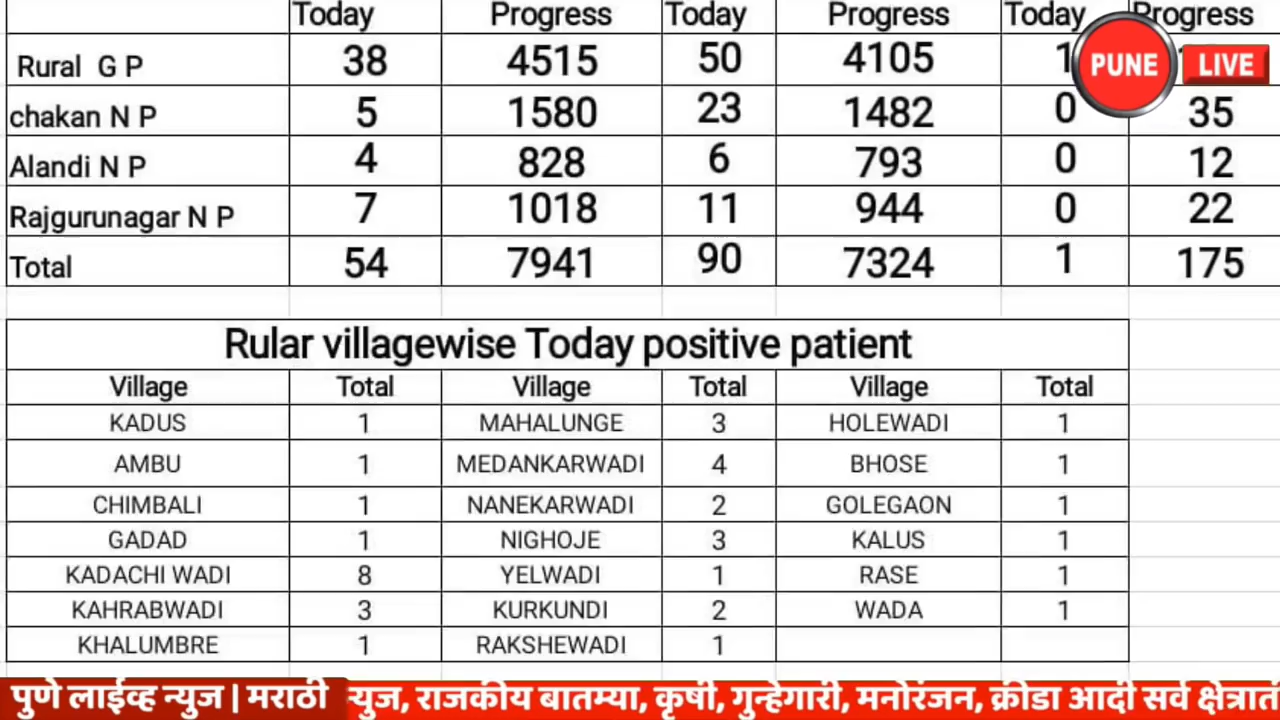 Today Progress Today Progress Today Progress
Rural G P 38 4515 50 4105 1
PUNE LIVE
chakan N P 5 1580 23 1482 0 35
Alandi N P 4 828 6 793 0 12
Rajgurunagar N P 7 1018 11 944 0 22
Total 54 7941 90 7324 1 175
Rular villagewise Today positive patient
Village Total Village Total Village Total
KADUS 1 MAHALUNGE 3 HOLEWADI 1
AMBU 1 MEDANKARWADI 4 BHOSE 1
CHIMBALI 1 NANEKARWADI 2 GOLEGAON 1
GADAD 1 NIGHOJE 3 KALUS 1
KADACHI WADI 8 YELWADI 1 RASE 1
KAHRABWADI 3 KURKUNDI 2 WADA 1
KHALUMBRE 1 RAKSHEWADI 1
पुणे लाईव्ह न्युज | मराठी युज, राजकीय बातम्या, कृषी, गुन्हेगारी, मनोरंजन, क्रीडा आदी सर्व क्षेत्राती